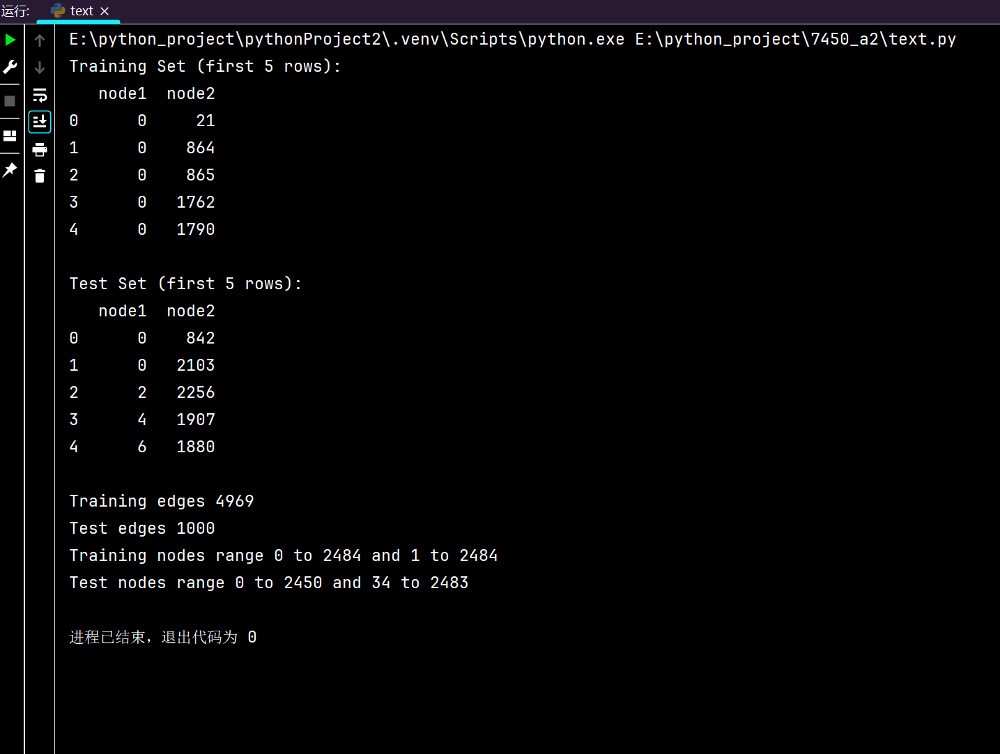 运行: text
E:\python_project\pythonProject2\.venv\Scripts\python.exe E:\python_project\7450_a2\text.py
Training Set (first 5 rows):
   node1  node2
0      0     21
1      0    864
2      0    865
3      0   1762
4      0   1790
Test Set (first 5 rows):
   node1  node2
0      0    842
1      0   2103
2      2   2256
3      4   1907
4      6   1880
Training edges 4969
Test edges 1000
Training nodes range 0 to 2484 and 1 to 2484
Test nodes range 0 to 2450 and 34 to 2483
进程已结束，退出代码为 0